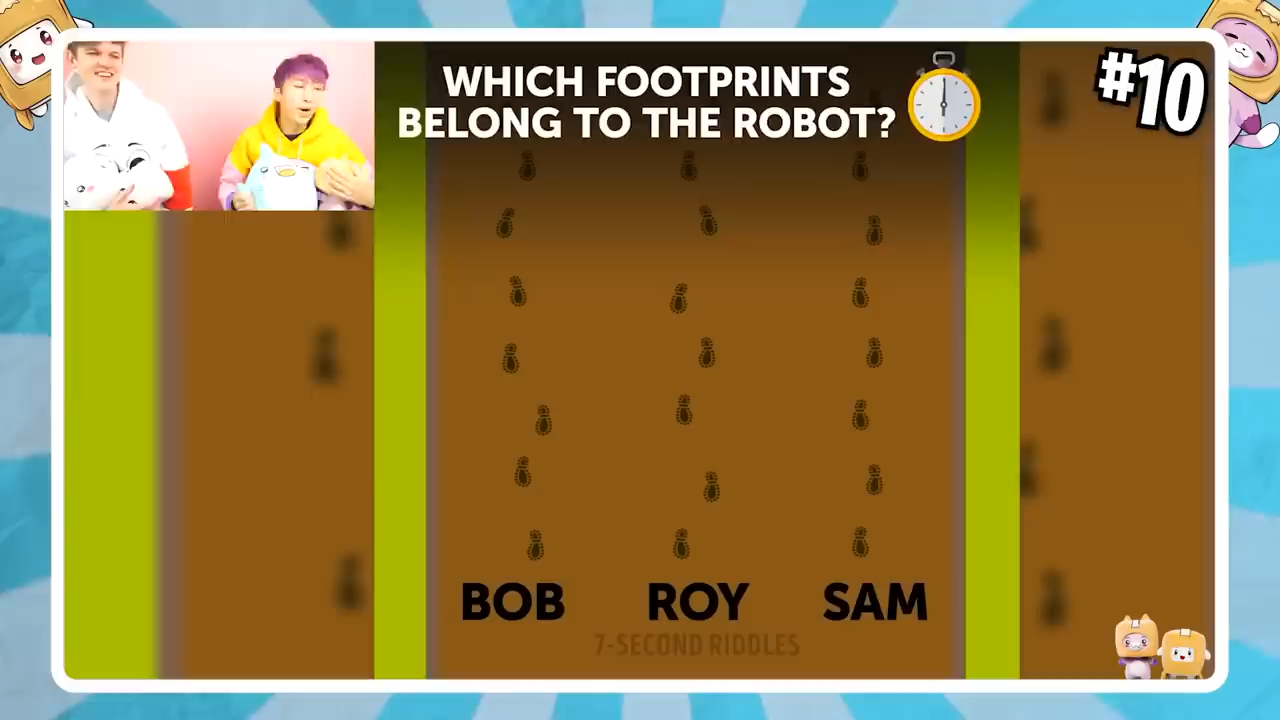 WHICH FOOTPRINTS
BELONG TO THE ROBOT?
#10
BOB ROY SAM
7-SECOND RIDDLES